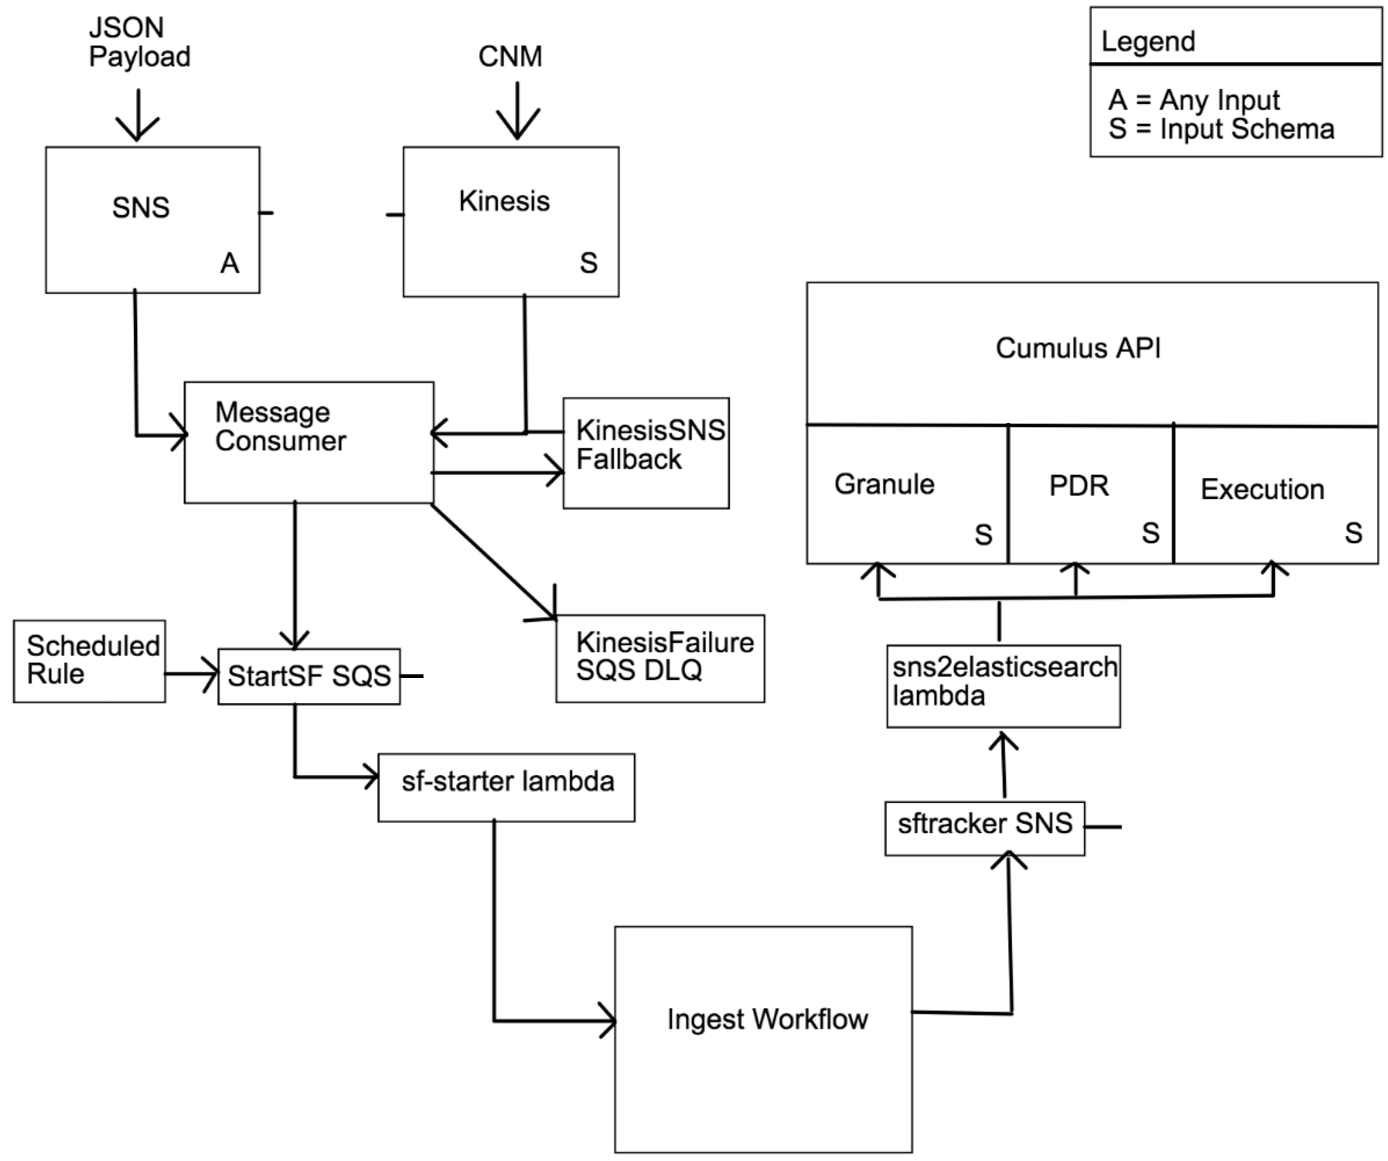 JSON
Payload
CNM
Legend
A = Any Input
S = Input Schema
SNS
A
Kinesis
S
Cumulus API
Granule
S
PDR
S
Execution
S
Message
Consumer
KinesisSNS
Fallback
KinesisFailure
SQS DLQ
Scheduled
Rule
StartSF SQS
sf-starter lambda
sns2elasticsearch
lambda
sftracker SNS
Ingest Workflow